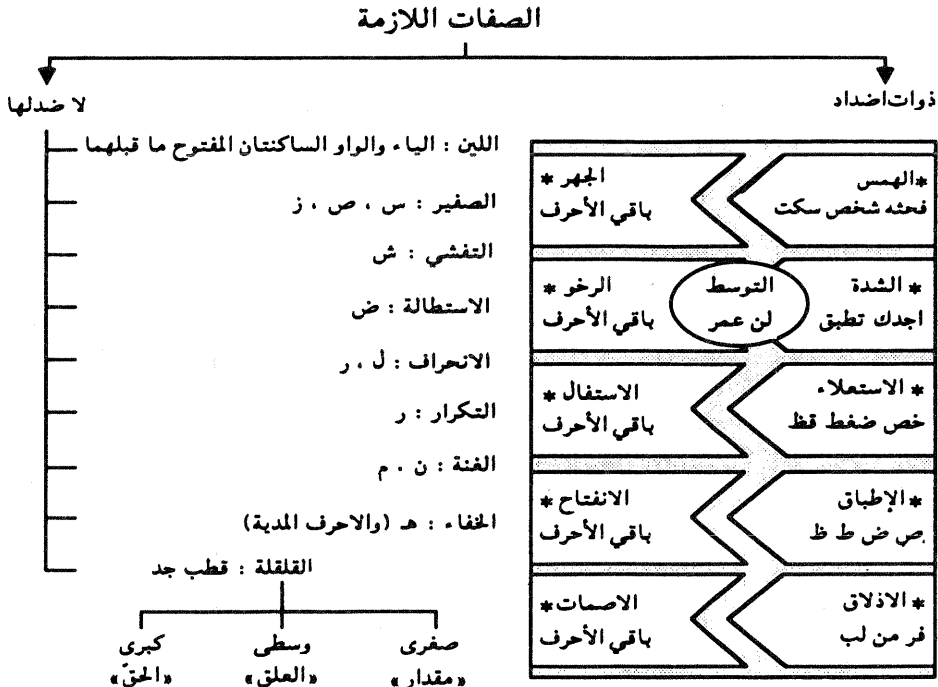 الصفات اللازمة
ذوات اضداد
*الهمس
فحثه شخص سكت
الجهر *
باقي الأحرف
* الشدة
اجدك تطبق
التوسط
لن عمر
الرخو *
باقي الأحرف
* الاستعلاء
خص ضغط قظ
الاستفال *
باقي الأحرف
* الإطباق
ص ض ط ظ
الانفتاح *
باقي الأحرف
* الاذلاق
فر من لب
الاصمات *
باقي الأحرف
لا ضدلها
اللين : الياء والواو الساكنتان المفتوح ما قبلهما
الصفير : س ، ص ، ز
التفشي : ش
الاستطالة : ض
الانحراف : ل ، ر
التكرار : ر
الغنة : ن ، م
الخفاء : هـ (والاحرف المدية)
القلقلة : قطب جد
صغرى
«مقدار»
وسطى
«العلق»
كبرى
«الحقّ»